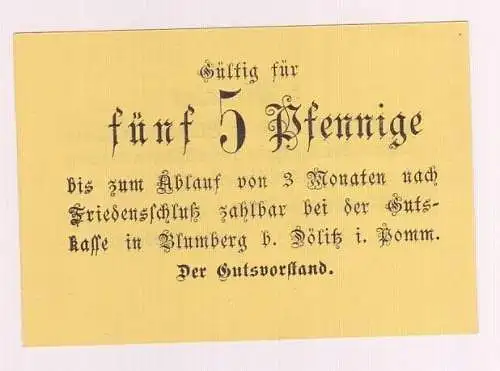 Gültig für
fünf 5 Pfennige
bis zum Ablauf von 3 Monaten nach
Friedensschluß zahlbar bei der Guts-
kasse in Blumberg b. Dölitz i. Pomm.
Der Gutsvorstand.